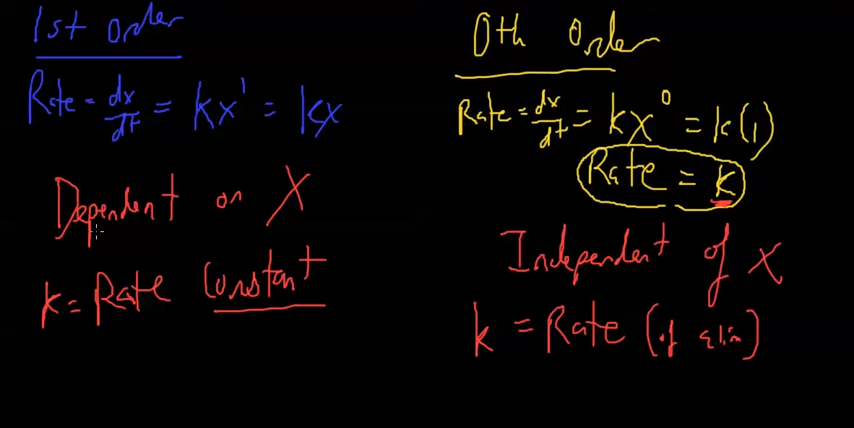 1st Order
Rate = dx/dt = kx¹ = kx
Dependent on X
k = Rate Constant
0th Order
Rate = dx/dt = kx⁰ = k(1)
Rate = k
Independent of X
k = Rate (of elim)